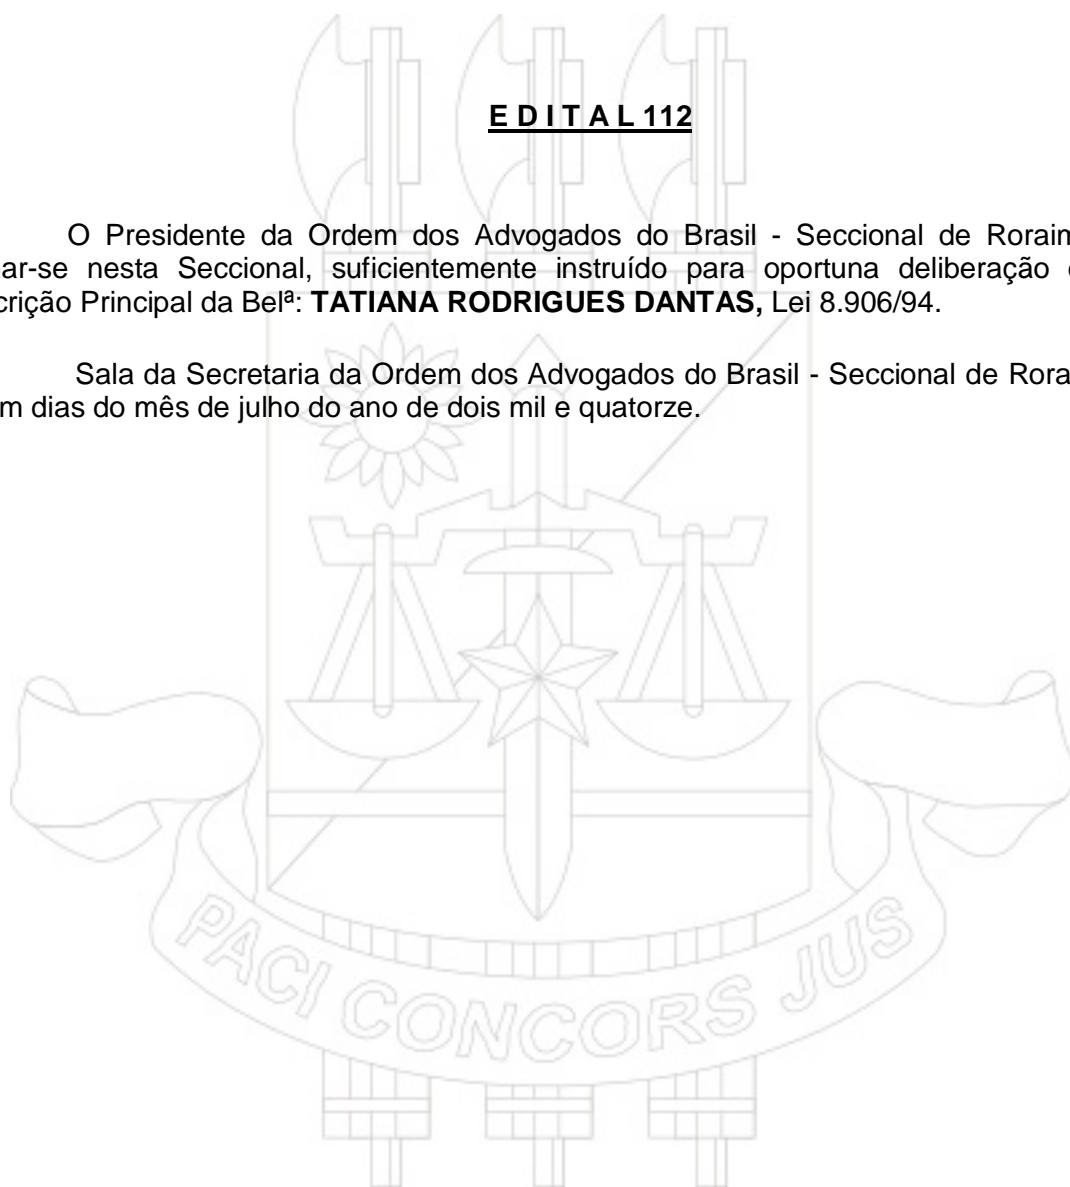 E D I T A L 112
O Presidente da Ordem dos Advogados do Brasil - Seccional de Roraim
ar-se nesta Seccional, suficientemente instruído para oportuna deliberação
crição Principal da Belª: TATIANA RODRIGUES DANTAS, Lei 8.906/94.
Sala da Secretaria da Ordem dos Advogados do Brasil - Seccional de Rora
m dias do mês de julho do ano de dois mil e quatorze.
PACI CONCORS JUS